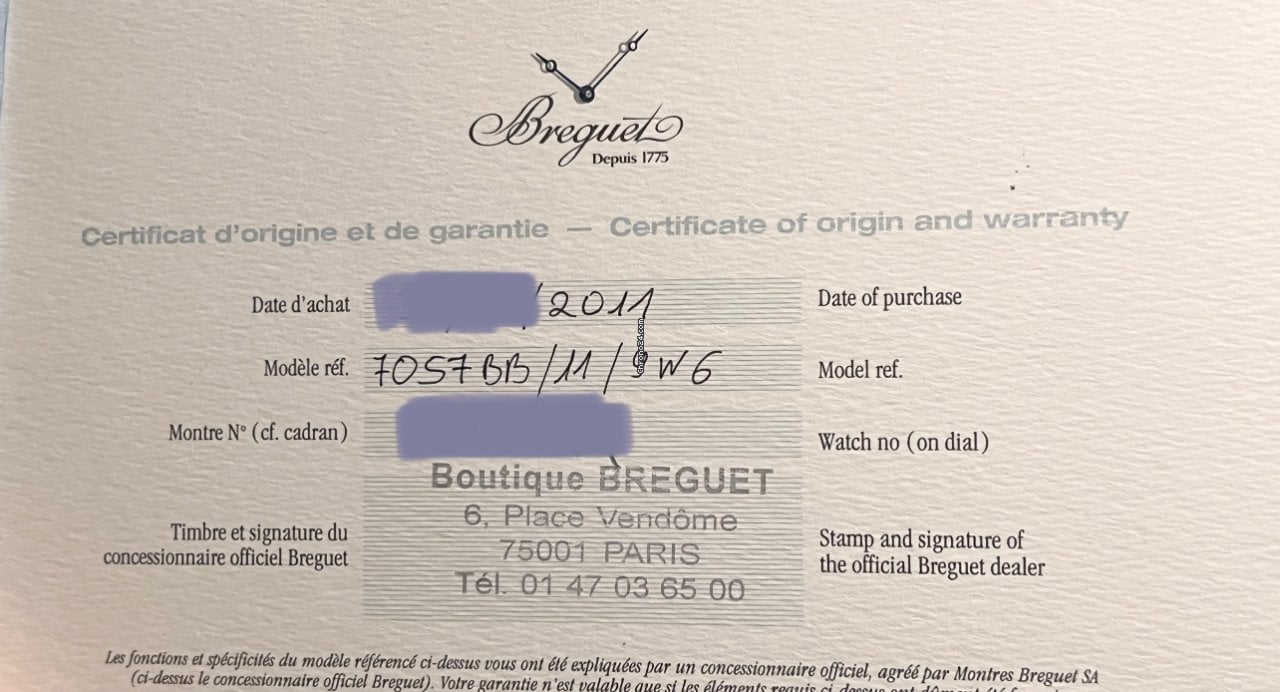 Breguet
Depuis 1775
Certificat d'origine et de garantie — Certificate of origin and warranty
Date d'achat /2011 Date of purchase
Modèle réf. 7057BB/11/9W6 Model ref.
chrono24.com
Montre N° (cf. cadran) Watch no (on dial)
Boutique BREGUET
6, Place Vendôme
75001 PARIS
Tél. 01 47 03 65 00
Timbre et signature du
concessionnaire officiel Breguet
Stamp and signature of
the official Breguet dealer
Les fonctions et spécificités du modèle référencé ci-dessus vous ont été expliquées par un concessionnaire officiel, agréé par Montres Breguet SA
(ci-dessus le concessionnaire officiel Breguet). Votre garantie n'est valable que si les éléments requis ci-dessus ont dûment été